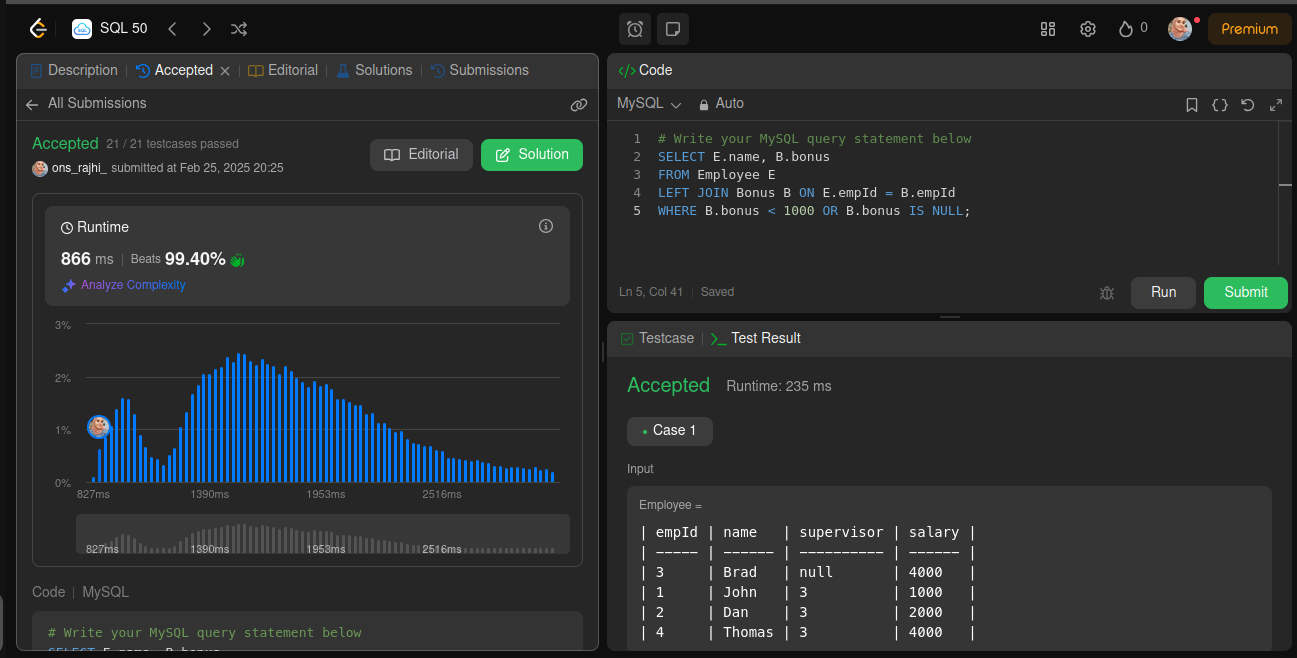 SQL 50
0
Premium
Description | Accepted | Editorial | Solutions | Submissions
All Submissions
Accepted 21 / 21 testcases passed
ons_rajhi_ submitted at Feb 25, 2025 20:25
Editorial
Solution
Runtime
866 ms | Beats 99.40%
Analyze Complexity
3%
2%
1%
0%
827ms 1390ms 1953ms 2516ms
827ms 1390ms 1953ms 2516ms
Code | MySQL
# Write your MySQL query statement below
SELECT E.name, B.bonus
</> Code
MySQL Auto
1 # Write your MySQL query statement below
2 SELECT E.name, B.bonus
3 FROM Employee E
4 LEFT JOIN Bonus B ON E.empId = B.empId
5 WHERE B.bonus < 1000 OR B.bonus IS NULL;
Ln 5, Col 41 | Saved
Run
Submit
Testcase | >_ Test Result
Accepted Runtime: 235 ms
• Case 1
Input
Employee =
| empId | name | supervisor | salary |
| ----- | ------ | ---------- | ------ |
| 3 | Brad | null | 4000 |
| 1 | John | 3 | 1000 |
| 2 | Dan | 3 | 2000 |
| 4 | Thomas | 3 | 4000 |